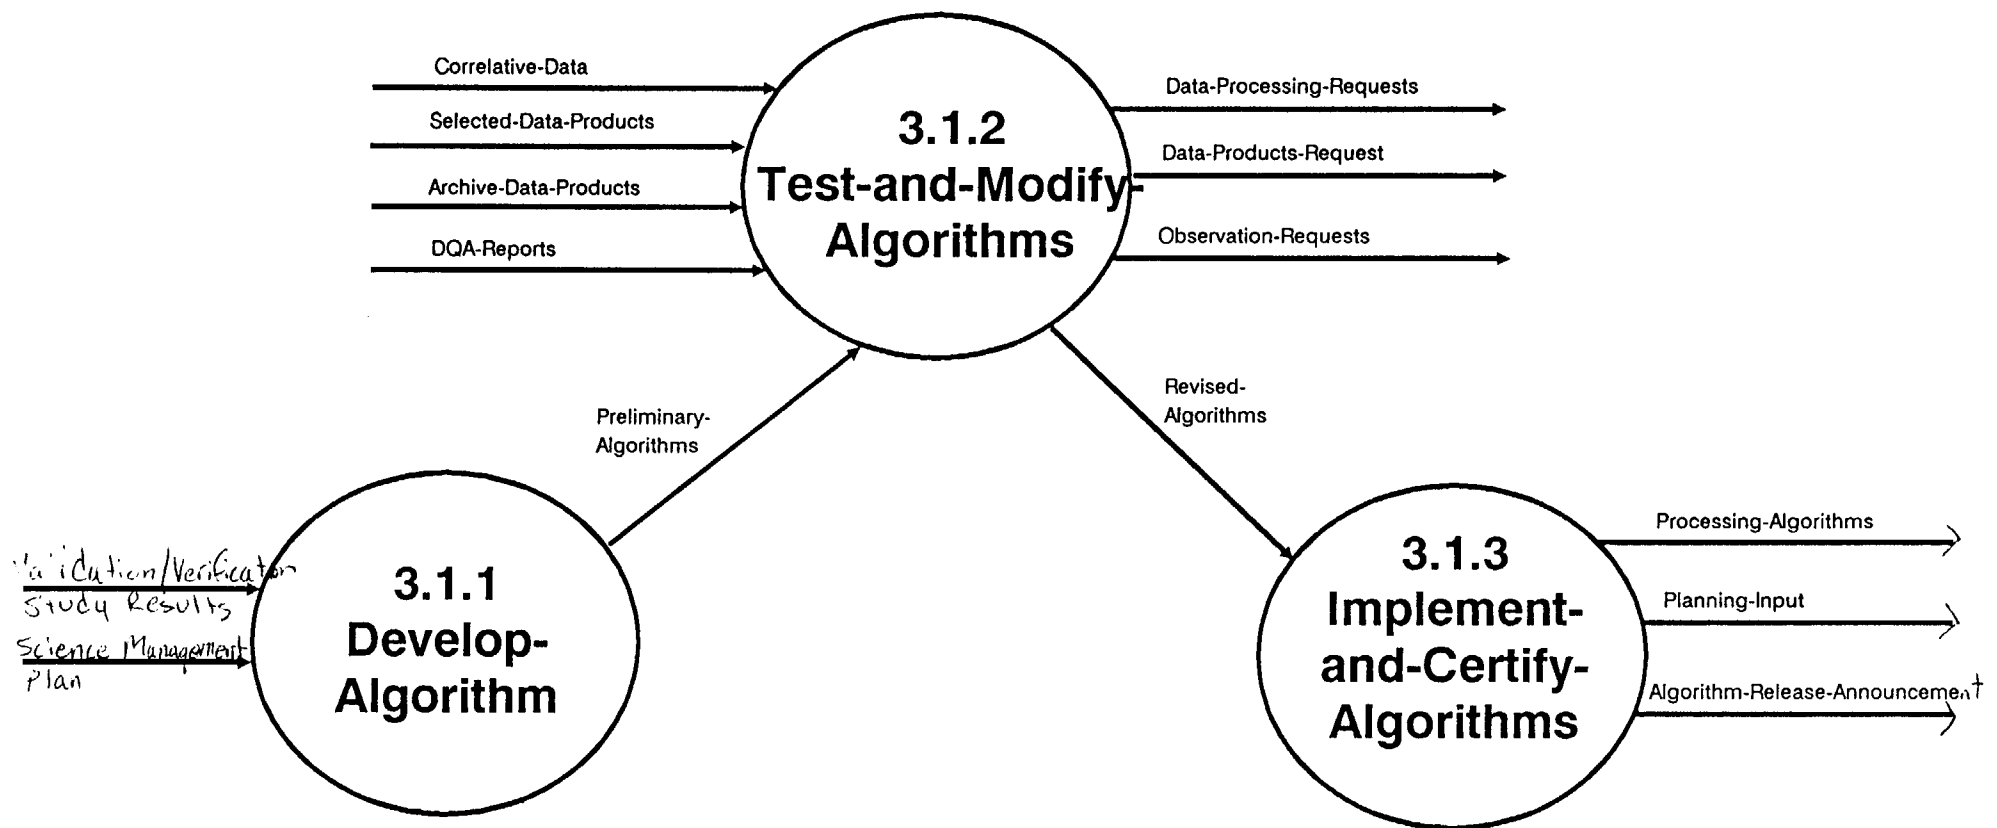 Correlative-Data
Selected-Data-Products
Archive-Data-Products
DQA-Reports
3.1.2
Test-and-Modify-
Algorithms
Data-Processing-Requests
Data-Products-Request
Observation-Requests
Preliminary-
Algorithms
Revised-
Algorithms
Validation/Verification
Study Results
Science Management
Plan
3.1.1
Develop-
Algorithm
3.1.3
Implement-
and-Certify-
Algorithms
Processing-Algorithms
Planning-Input
Algorithm-Release-Announcement